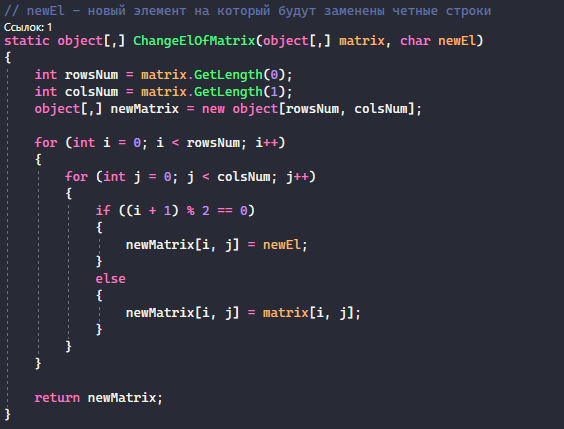 // newEl - новый элемент на который будут заменены четные строки
Ссылок: 1
static object[,] ChangeElOfMatrix(object[,] matrix, char newEl)
{
    int rowsNum = matrix.GetLength(0);
    int colsNum = matrix.GetLength(1);
    object[,] newMatrix = new object[rowsNum, colsNum];

    for (int i = 0; i < rowsNum; i++)
    {
        for (int j = 0; j < colsNum; j++)
        {
            if ((i + 1) % 2 == 0)
            {
                newMatrix[i, j] = newEl;
            }
            else
            {
                newMatrix[i, j] = matrix[i, j];
            }
        }
    }

    return newMatrix;
}